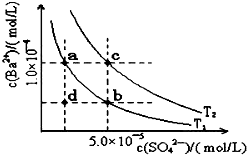 c(Ba²⁺)/(mol/L)
1.0×10⁻⁴
a
c
d
b
T₂
T₁
5.0×10⁻⁵
c(SO₄²⁻)/(mol/L)